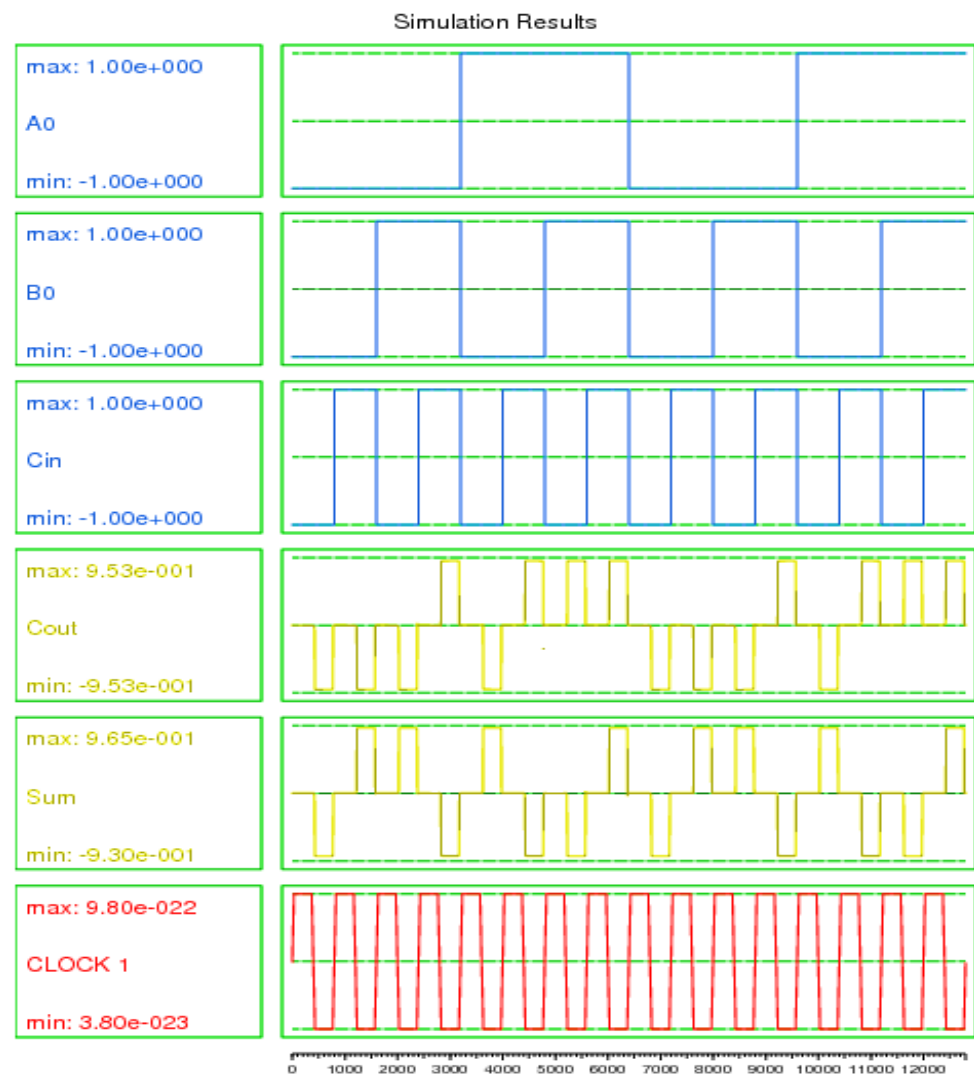 Simulation Results
max: 1.00e+000
A0
min: -1.00e+000
max: 1.00e+000
B0
min: -1.00e+000
max: 1.00e+000
Cin
min: -1.00e+000
max: 9.53e-001
Cout
min: -9.53e-001
max: 9.65e-001
Sum
min: -9.30e-001
max: 9.80e-022
CLOCK 1
min: 3.80e-023
0 1000 2000 3000 4000 5000 6000 7000 8000 9000 10000 11000 12000